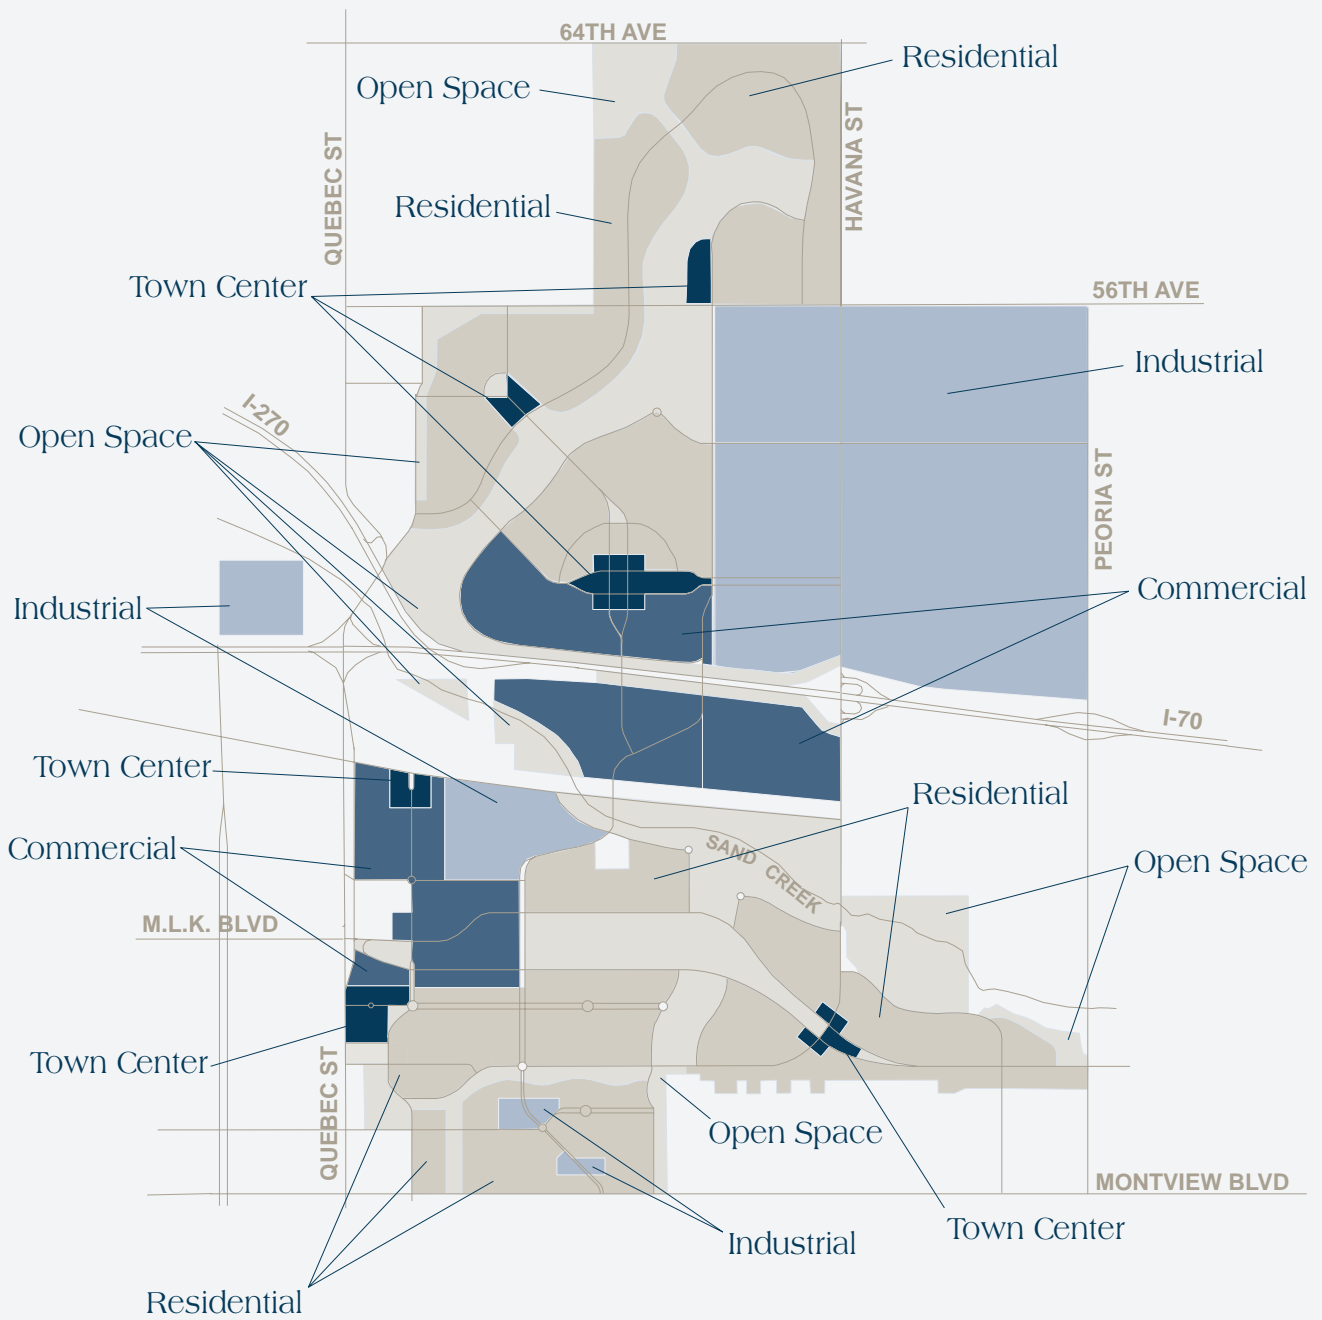 64TH AVE
Residential
Open Space
HAVANA ST
QUEBEC ST
Residential
Town Center
56TH AVE
Industrial
I-270
Open Space
PEORIA ST
Industrial
Commercial
I-70
Town Center
Residential
Commercial
SAND CREEK
Open Space
M.L.K. BLVD
Town Center
QUEBEC ST
Open Space
MONTVIEW BLVD
Town Center
Industrial
Residential